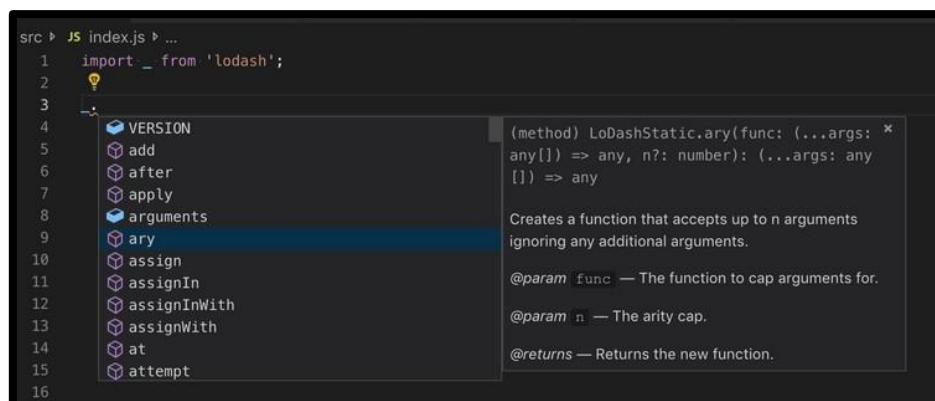 src JS index.js ...
1 import _ from 'lodash';
2
3 _.
4
5
6
7
8
9
10
11
12
13
14
15
16
VERSION
add
after
apply
arguments
ary
assign
assignIn
assignInWith
assignWith
at
attempt
(method) LoDashStatic.ary(func: (...args:
any[]) => any, n?: number): (...args: any
[]) => any
Creates a function that accepts up to n arguments
ignoring any additional arguments.
@param func — The function to cap arguments for.
@param n — The arity cap.
@returns — Returns the new function.